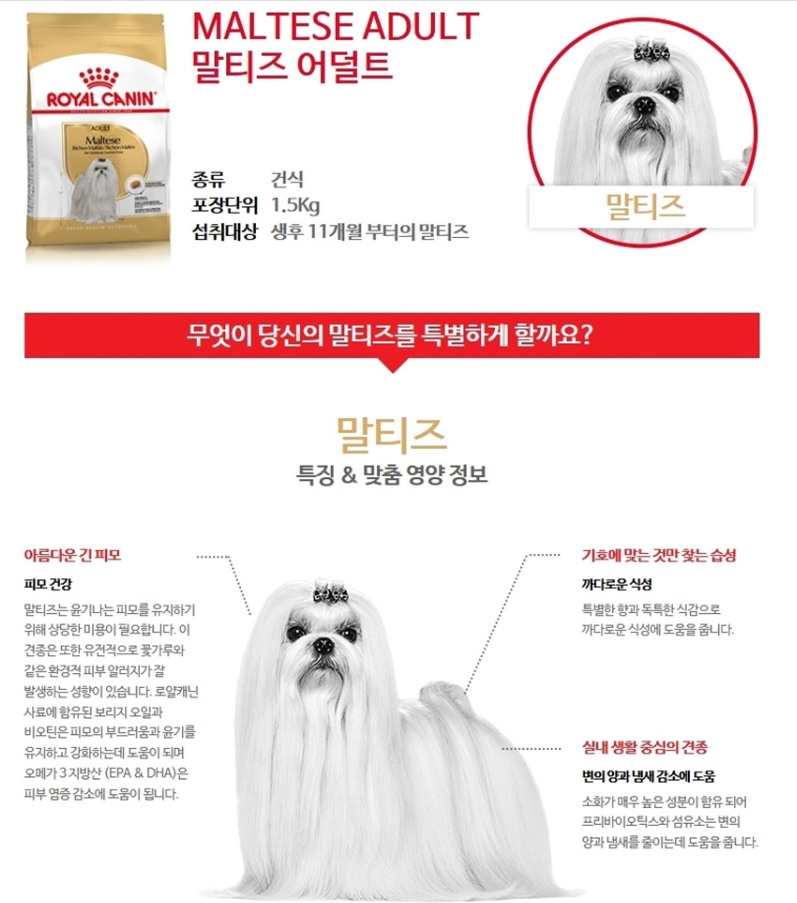 MALTESE ADULT
말티즈 어덜트
ROYAL CANIN
ADULT
Maltese
종류 건식
포장단위 1.5Kg
섭취대상 생후 11개월 부터의 말티즈
말티즈
무엇이 당신의 말티즈를 특별하게 할까요?
말티즈
특징 & 맞춤 영양 정보
아름다운 긴 피모
피모 건강
말티즈는 윤기나는 피모를 유지하기
위해 상당한 미용이 필요합니다. 이
견종은 또한 유전적으로 꽃가루와
같은 환경적 피부 알러지가 잘
발생하는 성향이 있습니다. 로얄캐닌
사료에 함유된 보리지 오일과
비오틴은 피모의 부드러움과 윤기를
유지하고 강화하는데 도움이 되며
오메가 3 지방산 (EPA & DHA)은
피부 염증 감소에 도움이 됩니다.
기호에 맞는 것만 찾는 습성
까다로운 식성
특별한 향과 독특한 식감으로
까다로운 식성에 도움을 줍니다.
실내 생활 중심의 견종
변의 양과 냄새 감소에 도움
소화가 매우 높은 성분이 함유 되어
프리바이오틱스와 섬유소는 변의
양과 냄새를 줄이는데 도움을 줍니다.